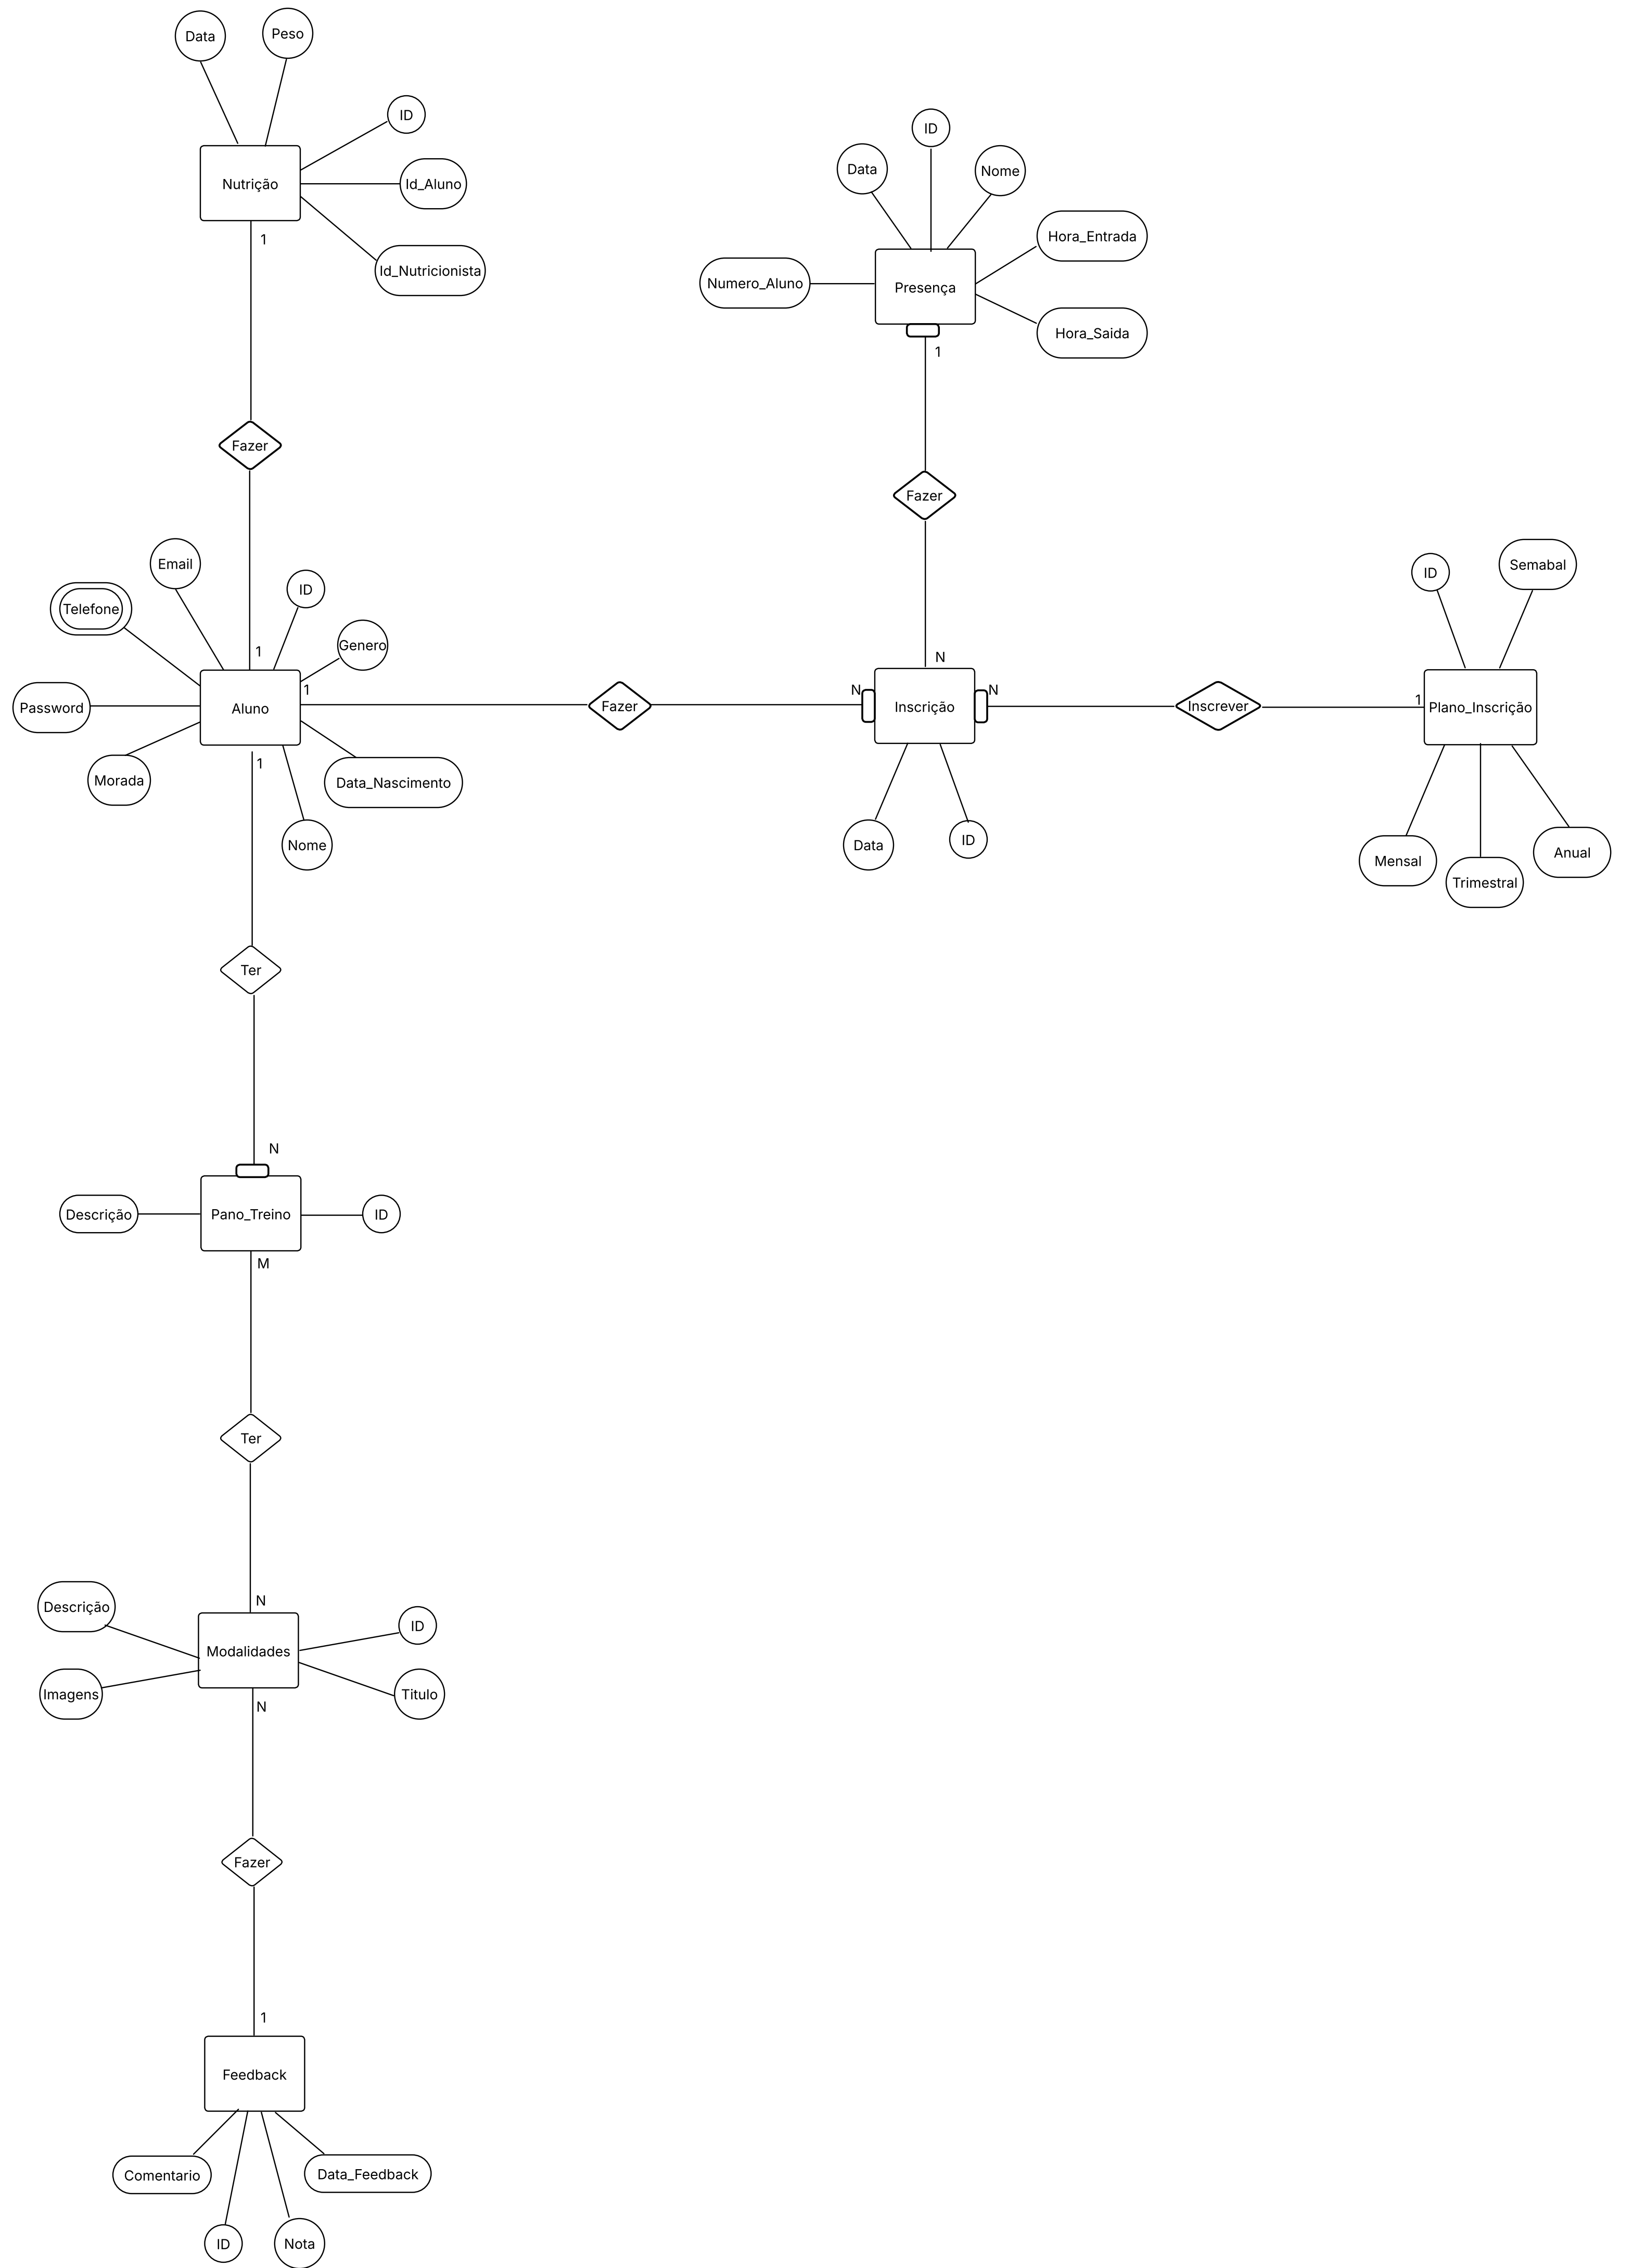 Data
Peso
ID
Nutrição
Id_Aluno
Id_Nutricionista
1
Fazer
1
ID
Data
Nome
Hora_Entrada
Numero_Aluno
Presença
Hora_Saida
1
Fazer
N
Email
Telefone
ID
Genero
Password
Aluno
1
Morada
Data_Nascimento
Nome
1
Fazer
N
Inscrição
N
Data
ID
Inscrever
1
ID
Semabal
Plano_Inscrição
Mensal
Trimestral
Anual
Ter
N
Descrição
Pano_Treino
ID
M
Ter
N
Descrição
Modalidades
ID
Imagens
Titulo
N
Fazer
1
Feedback
Comentario
Data_Feedback
ID
Nota